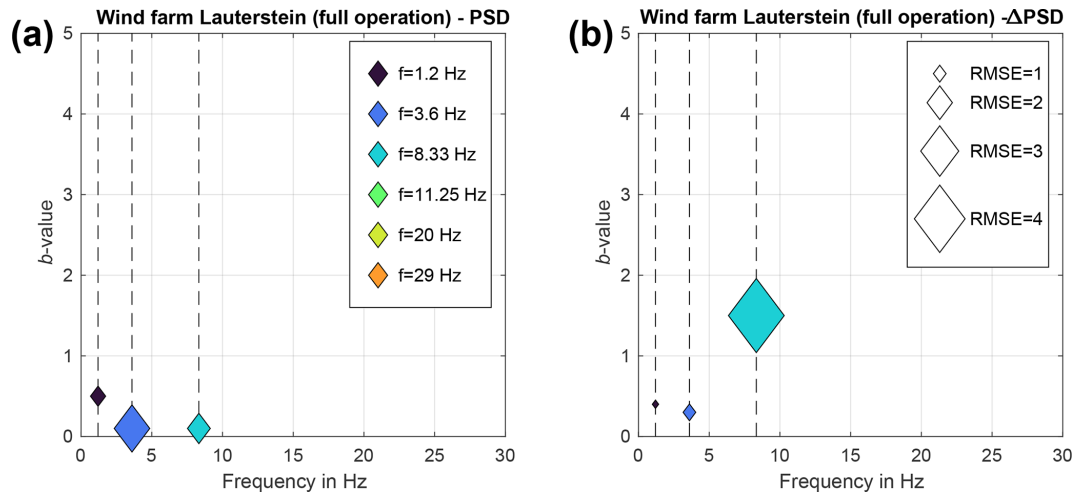 (a)
Wind farm Lauterstein (full operation) - PSD
5
4
3
2
1
0
b-value
0 5 10 15 20 25 30
Frequency in Hz
f=1.2 Hz
f=3.6 Hz
f=8.33 Hz
f=11.25 Hz
f=20 Hz
f=29 Hz
(b)
Wind farm Lauterstein (full operation) -ΔPSD
5
4
3
2
1
0
b-value
0 5 10 15 20 25 30
Frequency in Hz
RMSE=1
RMSE=2
RMSE=3
RMSE=4